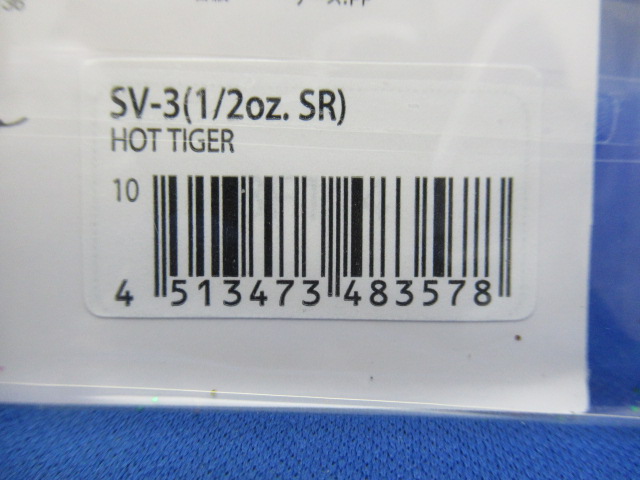 SV-3(1/2oz. SR)
HOT TIGER
10
4 513473 483578